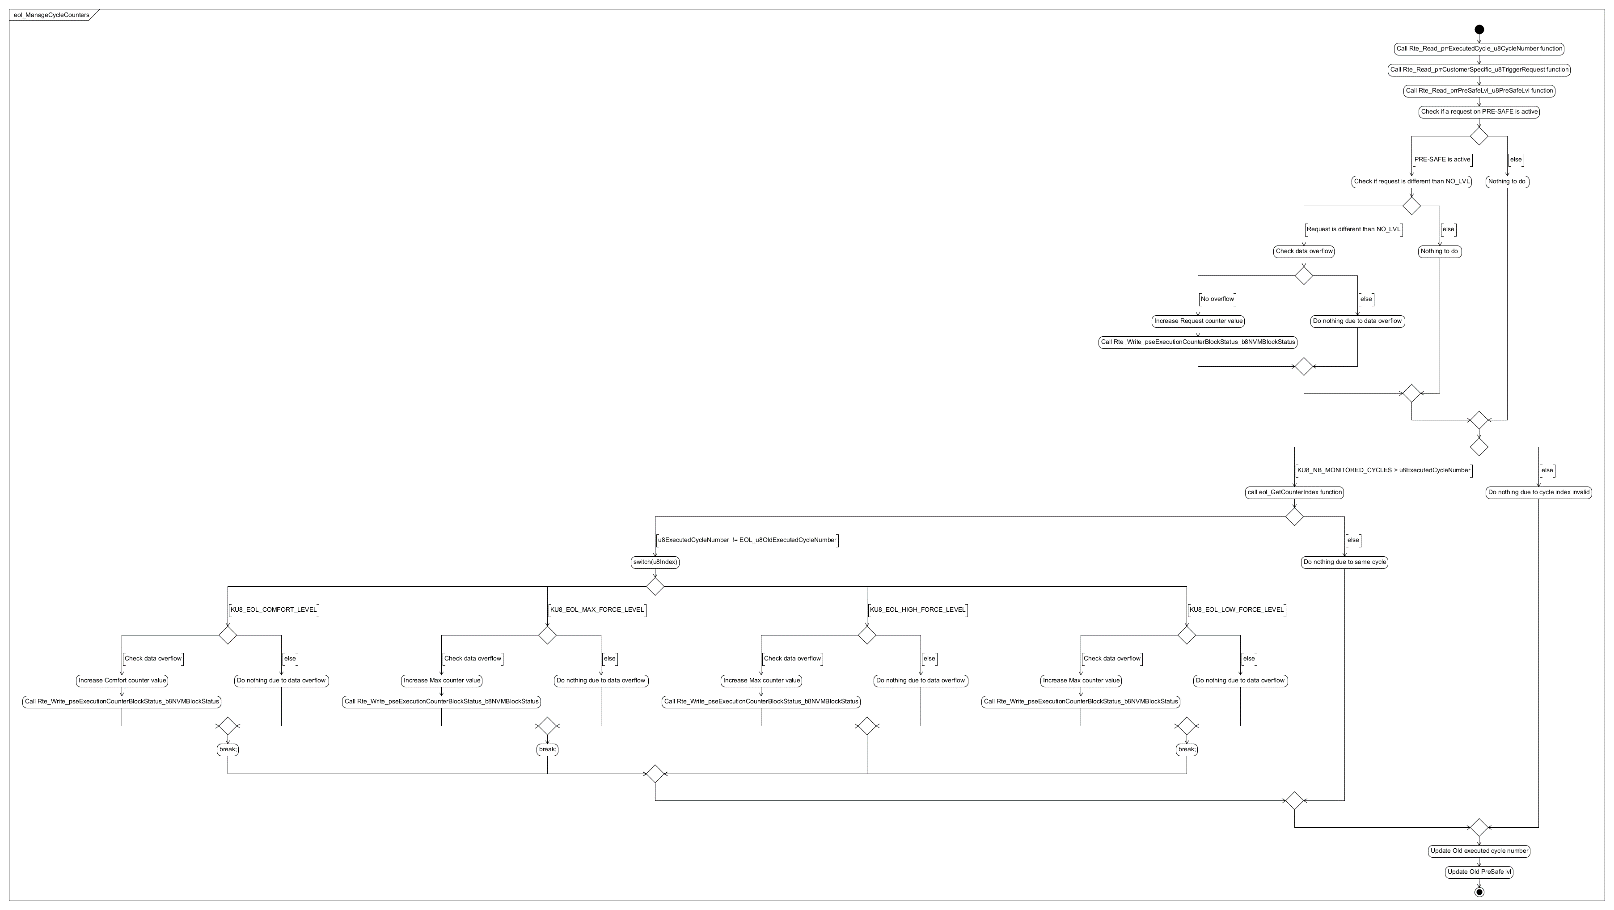 eol_ManageCycleCounters
Call Rte_Read_prrExecutedCycle_u8CycleNumber function
Call Rte_Read_prrCustomerSpecific_u8TriggerRequest function
Call Rte_Read_prrPreSafeLvl_u8PreSafeLvl function
Check if a request on PRE-SAFE is active
PRE-SAFE is active
else
Check if request is different than NO_LVL
Nothing to do
Request is different than NO_LVL
else
Check data overflow
Nothing to do
No overflow
else
Increase Request counter value
Do nothing due to data overflow
Call Rte_Write_pseExecutionCounterBlockStatus_b8NVMBlockStatus
KU8_NB_MONITORED_CYCLES > u8ExecutedCycleNumber
else
call eol_GetCounterIndex function
Do nothing due to cycle index invalid
u8ExecutedCycleNumber != EOL_u8OldExecutedCycleNumber
else
switch(u8Index)
Do nothing due to same cycle
KU8_EOL_COMFORT_LEVEL
KU8_EOL_MAX_FORCE_LEVEL
KU8_EOL_HIGH_FORCE_LEVEL
KU8_EOL_LOW_FORCE_LEVEL
Check data overflow
else
Check data overflow
else
Check data overflow
else
Check data overflow
else
Increase Comfort counter value
Do nothing due to data overflow
Increase Max counter value
Do nothing due to data overflow
Increase Max counter value
Do nothing due to data overflow
Increase Max counter value
Do nothing due to data overflow
Call Rte_Write_pseExecutionCounterBlockStatus_b8NVMBlockStatus
Call Rte_Write_pseExecutionCounterBlockStatus_b8NVMBlockStatus
Call Rte_Write_pseExecutionCounterBlockStatus_b8NVMBlockStatus
Call Rte_Write_pseExecutionCounterBlockStatus_b8NVMBlockStatus
break;
break;
break;
Update Old executed cycle number
Update Old PreSafe lvl